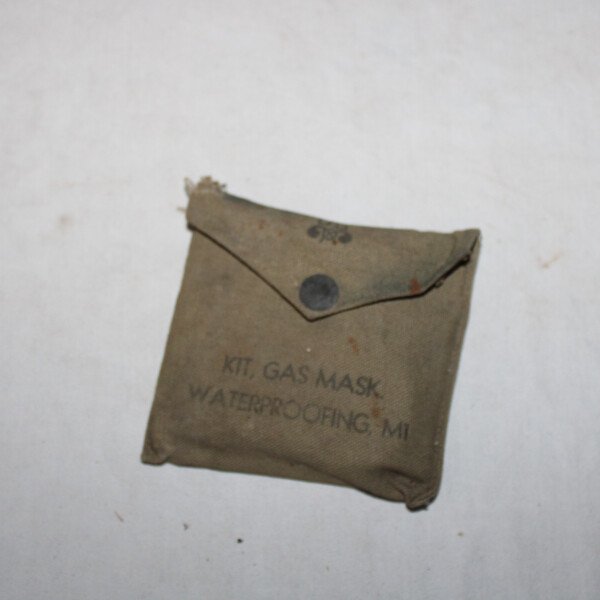 KIT, GAS MASK,
WATERPROOFING, M1